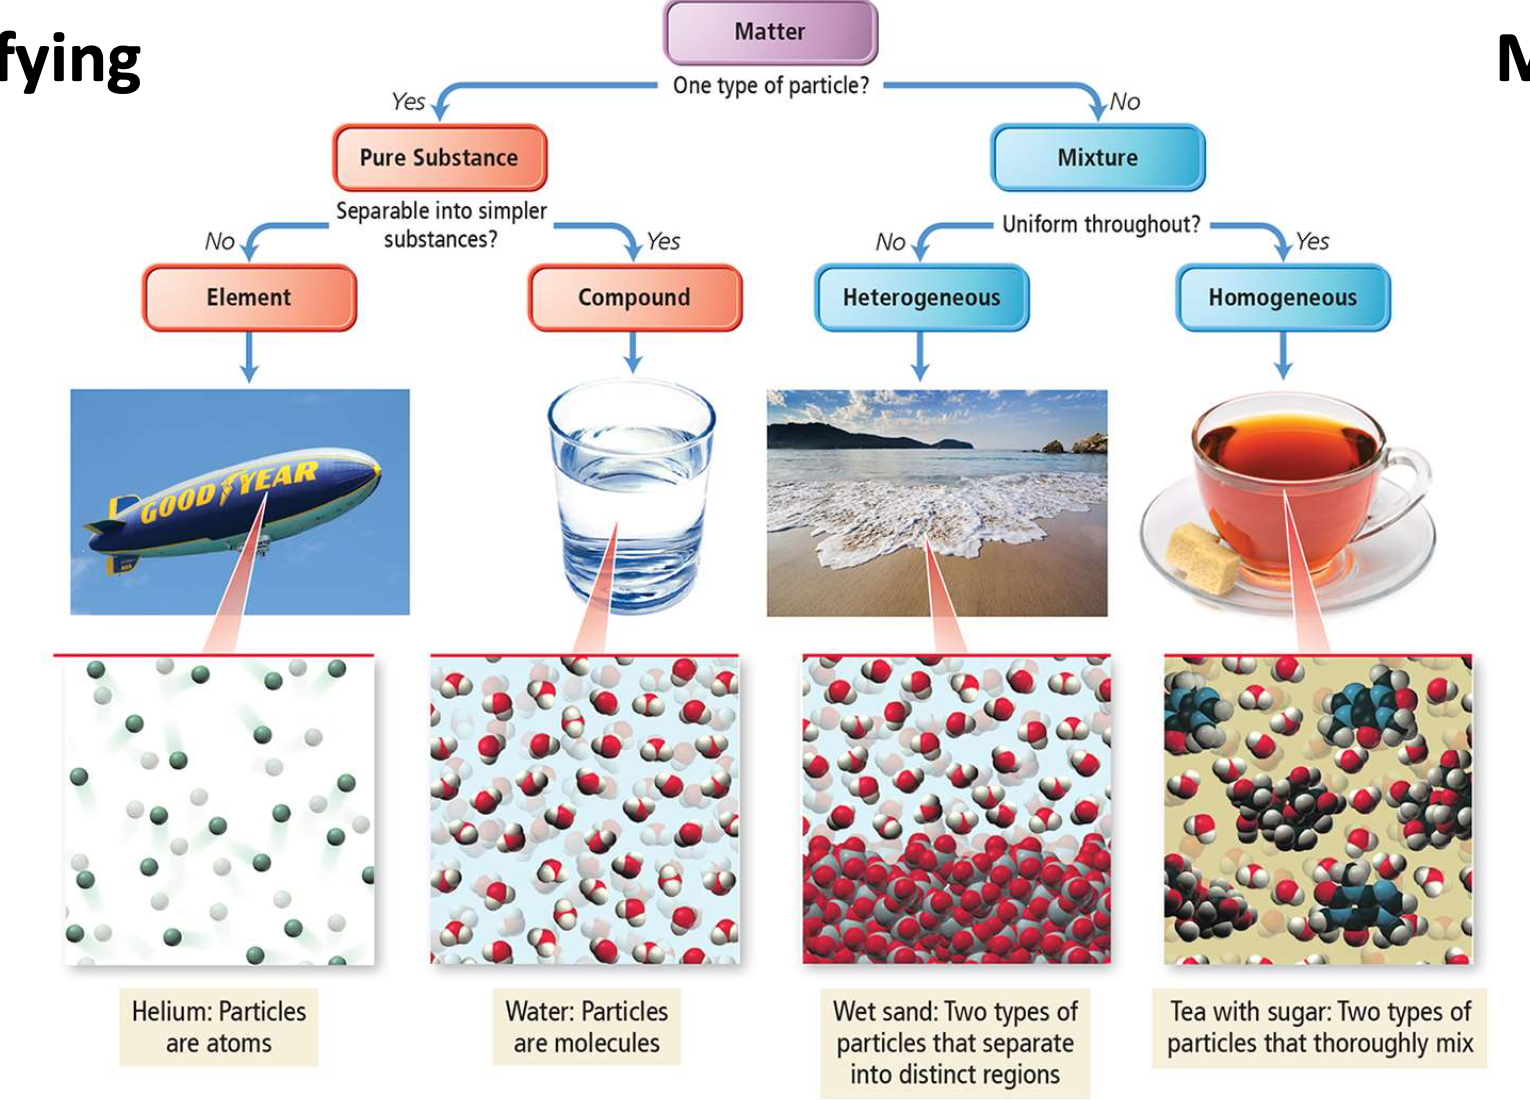 fying
M
Matter
One type of particle?
Yes
No
Pure Substance
Mixture
Separable into simpler
substances?
Uniform throughout?
No
Yes
No
Yes
Element
Compound
Heterogeneous
Homogeneous
GOODYEAR
Helium: Particles
are atoms
Water: Particles
are molecules
Wet sand: Two types of
particles that separate
into distinct regions
Tea with sugar: Two types of
particles that thoroughly mix